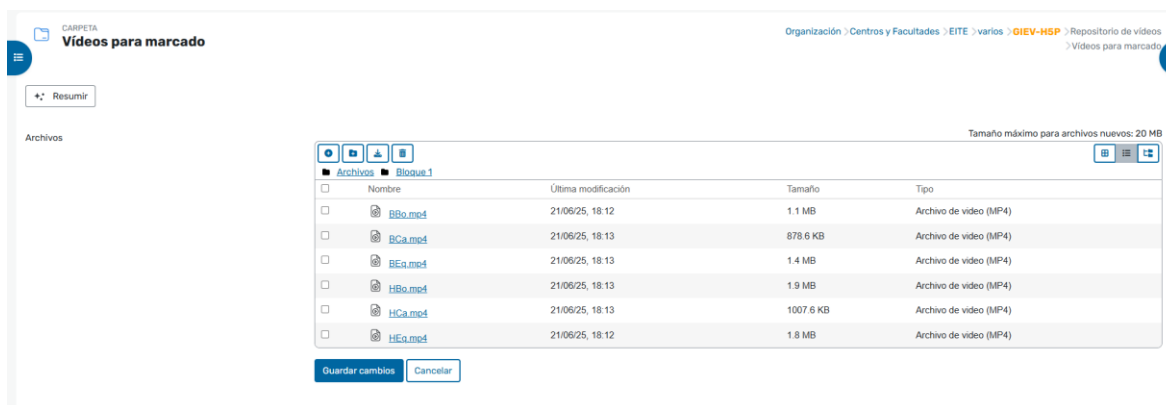 CARPETA
Vídeos para marcado
Organización > Centros y Facultades > EITE > varios > GIEV-H5P > Repositorio de vídeos
> Vídeos para marcado
Resumir
Archivos
Tamaño máximo para archivos nuevos: 20 MB
Archivos Bloque 1
Nombre Última modificación Tamaño Tipo
BBo.mp4 21/06/25, 18:12 1.1 MB Archivo de video (MP4)
BCa.mp4 21/06/25, 18:13 878.6 KB Archivo de video (MP4)
BEq.mp4 21/06/25, 18:13 1.4 MB Archivo de video (MP4)
HBo.mp4 21/06/25, 18:13 1.9 MB Archivo de video (MP4)
HCa.mp4 21/06/25, 18:13 1007.6 KB Archivo de video (MP4)
HEq.mp4 21/06/25, 18:12 1.8 MB Archivo de video (MP4)
Guardar cambios Cancelar